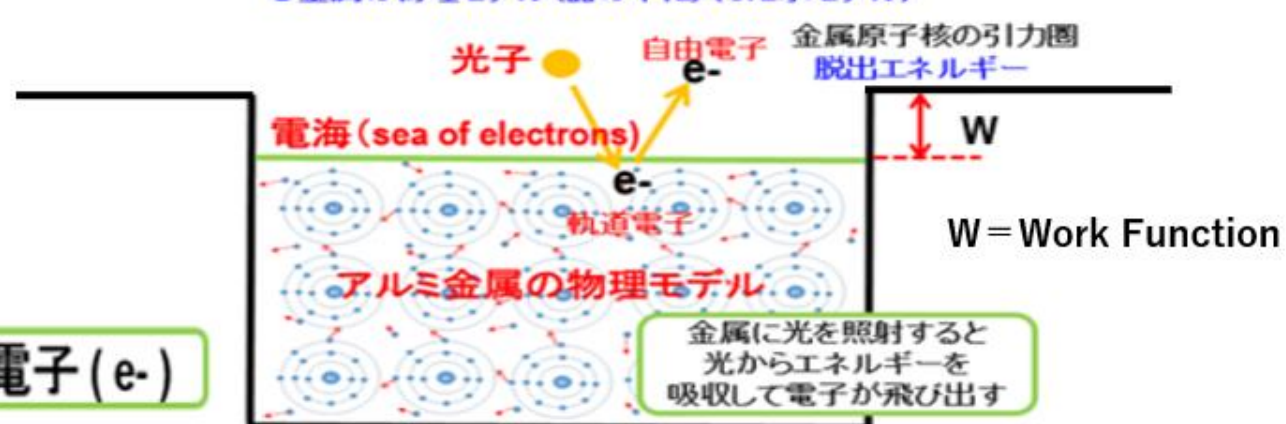 光子
自由電子
e-
金属原子核の引力圏
脱出エネルギー
電海(sea of electrons)
W
e-
軌道電子
W=Work Function
アルミ金属の物理モデル
電子(e-)
金属に光を照射すると
光からエネルギーを
吸収して電子が飛び出す